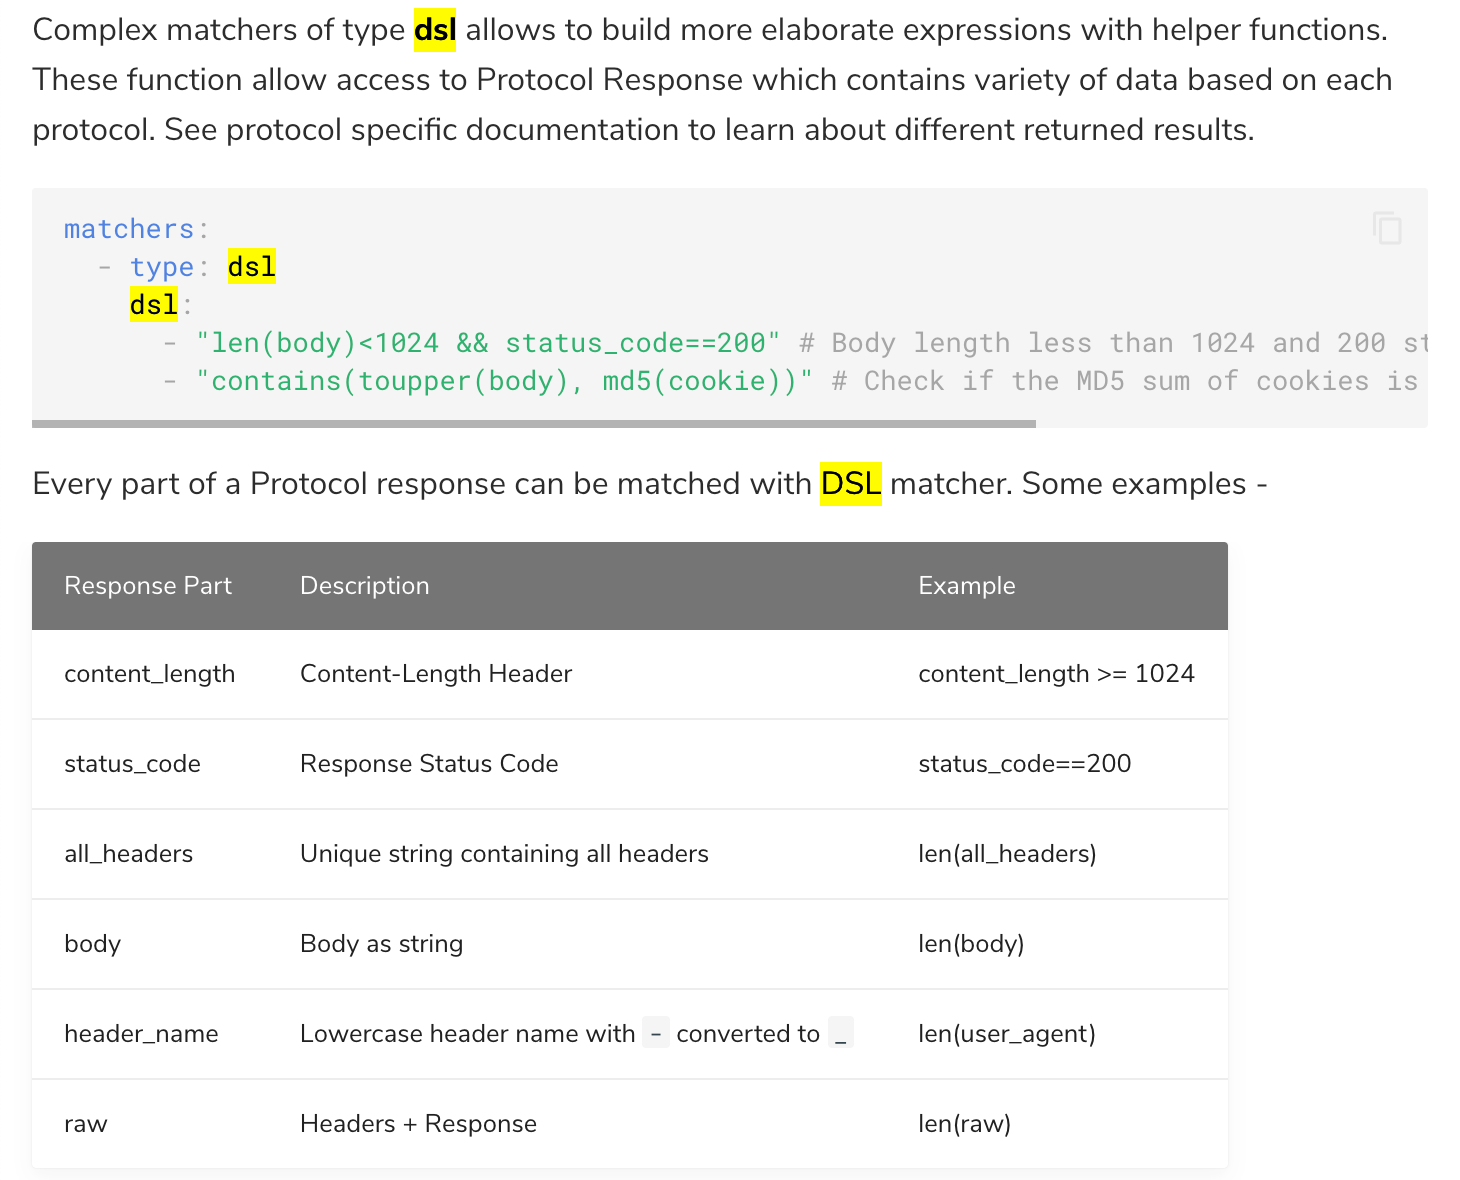 Complex matchers of type dsl allows to build more elaborate expressions with helper functions.
These function allow access to Protocol Response which contains variety of data based on each
protocol. See protocol specific documentation to learn about different returned results.
matchers:
  - type: dsl
    dsl:
      - "len(body)<1024 && status_code==200" # Body length less than 1024 and 200 st
      - "contains(toupper(body), md5(cookie))" # Check if the MD5 sum of cookies is
Every part of a Protocol response can be matched with DSL matcher. Some examples -
Response Part Description Example
content_length Content-Length Header content_length >= 1024
status_code Response Status Code status_code==200
all_headers Unique string containing all headers len(all_headers)
body Body as string len(body)
header_name Lowercase header name with - converted to _ len(user_agent)
raw Headers + Response len(raw)